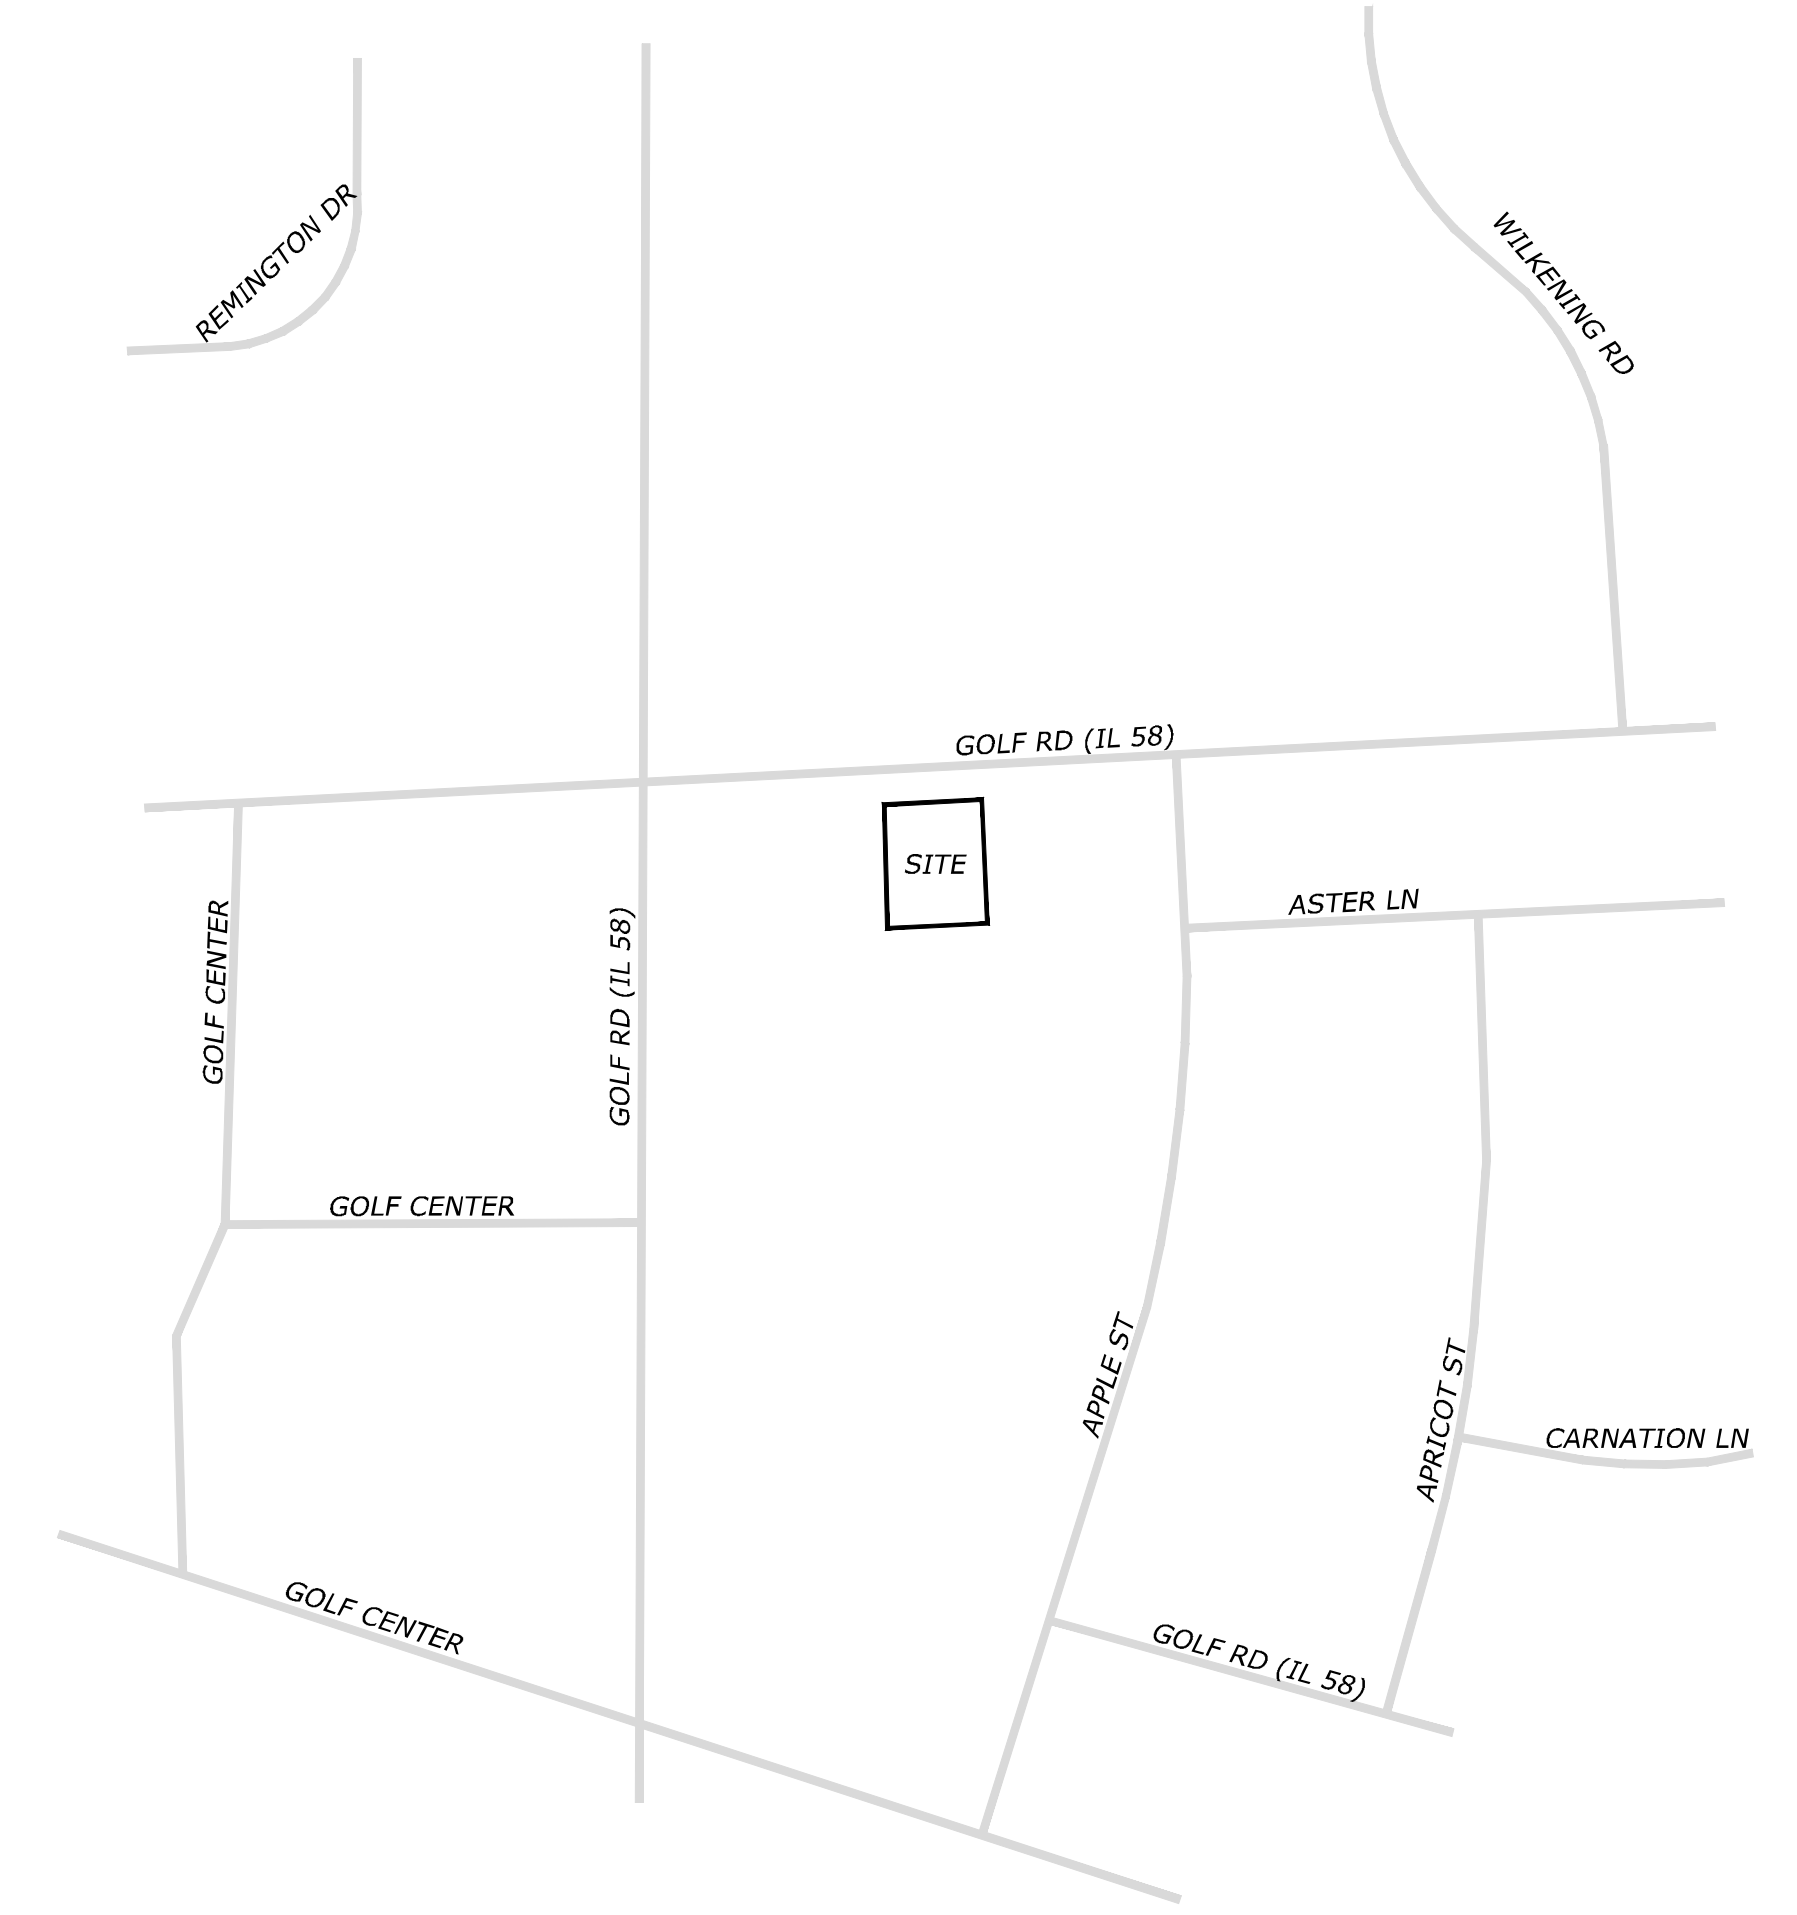 REMINGTON DR
WILKENING RD
GOLF RD (IL 58)
SITE
ASTER LN
GOLF CENTER
GOLF RD (IL 58)
GOLF CENTER
APPLE ST
APRICOT ST
CARNATION LN
GOLF CENTER
GOLF RD (IL 58)